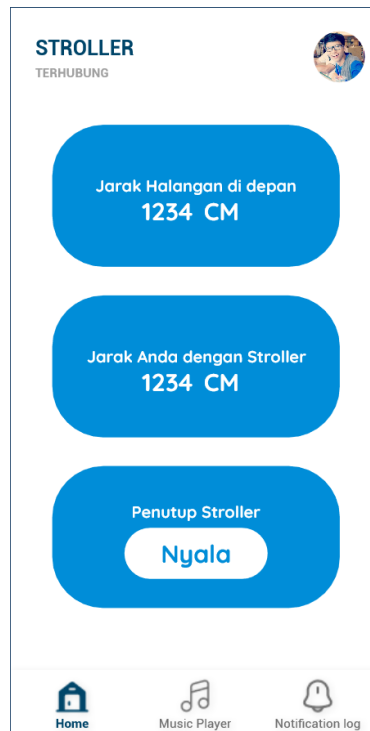 STROLLER
TERHUBUNG
Jarak Halangan di depan
1234 CM
Jarak Anda dengan Stroller
1234 CM
Penutup Stroller
Nyala
Home
Music Player
Notification log